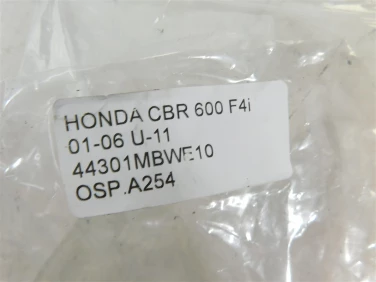 HONDA CBR 600 F4i
01-06 U-11
44301MBWE10
OSP.A254